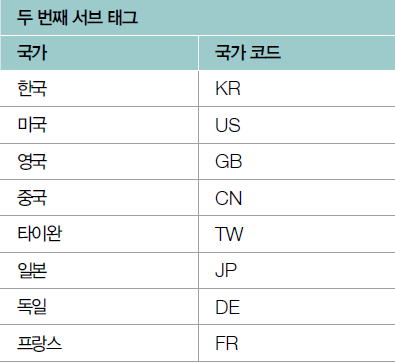 두 번째 서브 태그
국가 국가 코드
한국 KR
미국 US
영국 GB
중국 CN
타이완 TW
일본 JP
독일 DE
프랑스 FR